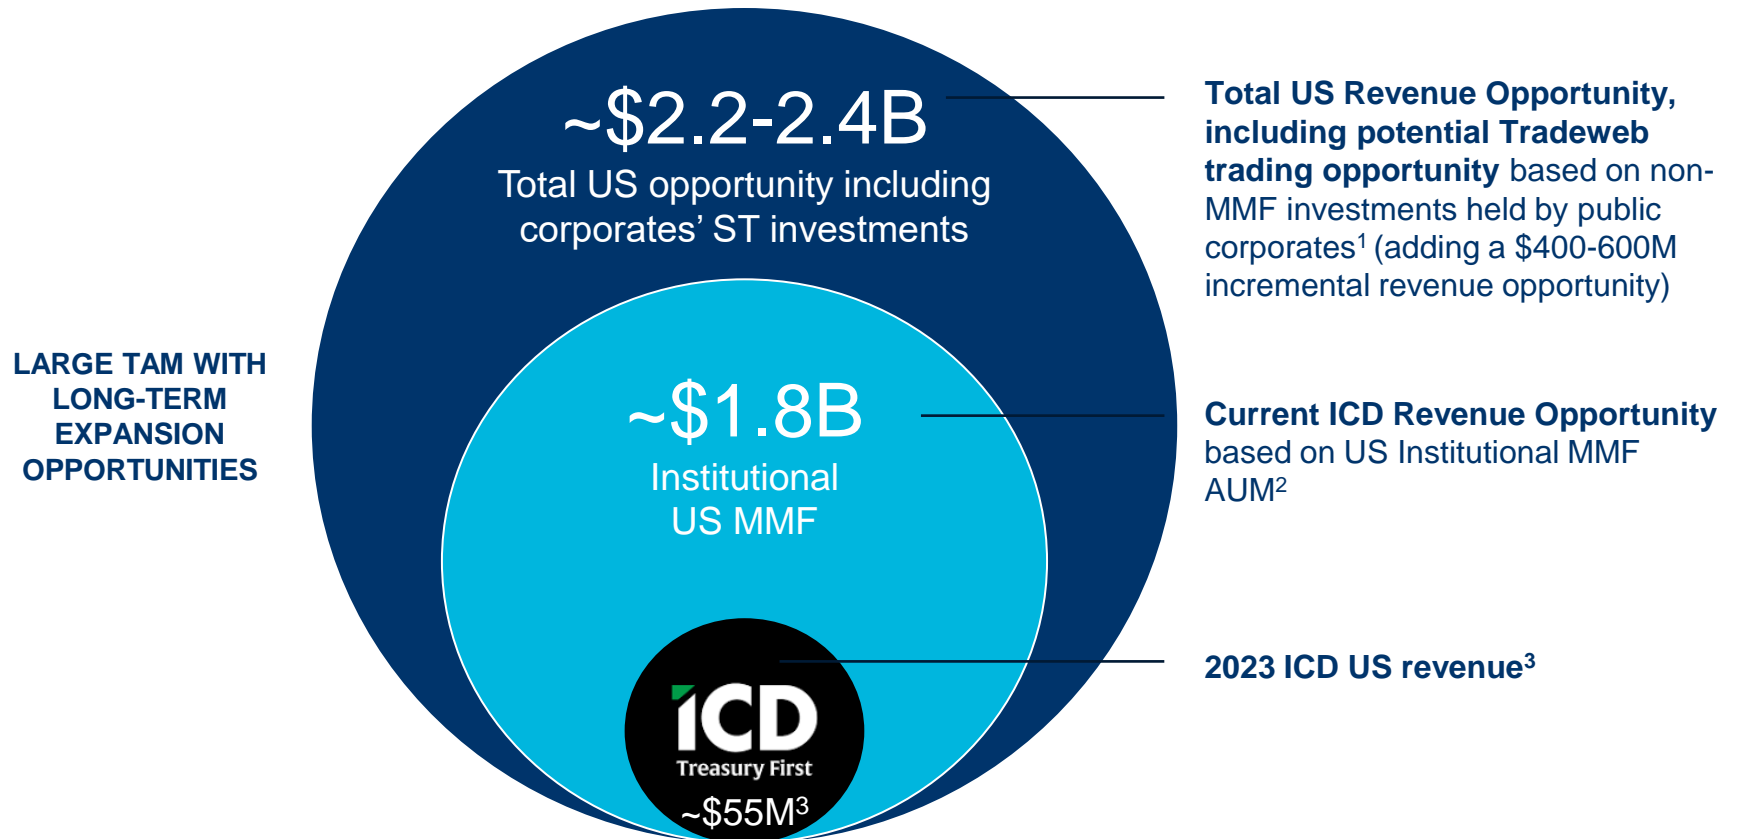 ~$2.2-2.4B
Total US opportunity including
corporates’ ST investments
Total US Revenue Opportunity,
including potential Tradeweb
trading opportunity based on non-
MMF investments held by public
corporates¹ (adding a $400-600M
incremental revenue opportunity)
LARGE TAM WITH
LONG-TERM
EXPANSION
OPPORTUNITIES
~$1.8B
Institutional
US MMF
Current ICD Revenue Opportunity
based on US Institutional MMF
AUM²
2023 ICD US revenue³
iCD
Treasury First
~$55M³